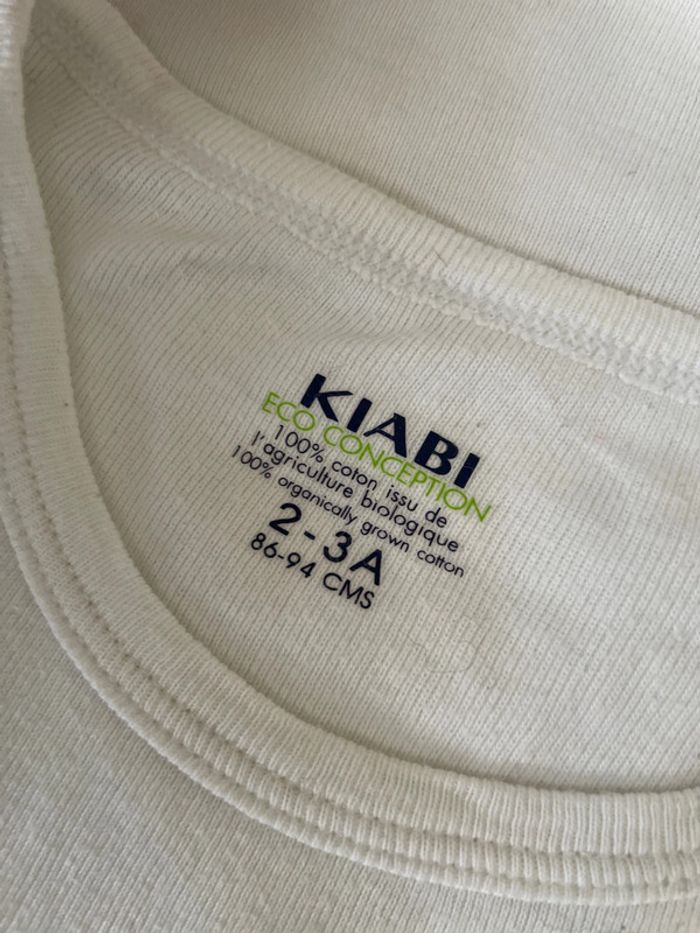 KIABI
ECO CONCEPTION
100% coton issu de
l'agriculture biologique
100% organically grown cotton
2-3A
86-94 CMS